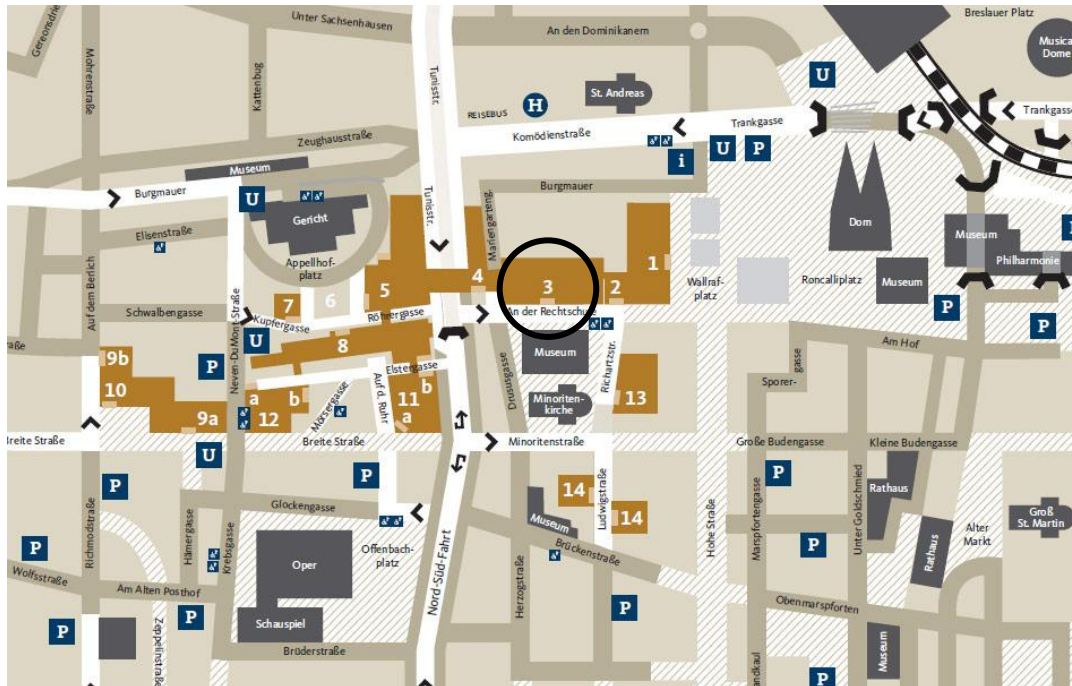 Gereonsdrie
Mohrenstraße
Unter Sachsenhausen
Kattenbug
Tunisstr.
An den Dominikanern
Breslauer Platz
Musica
Dome
U
St. Andreas
H
REISEBUS
Komödienstraße
Trankgasse
Trankgasse
Zeughausstraße
i
U
P
Museum
Burgmauer
U
Gericht
Burgmauer
Tunisstr.
Mariengarteng.
Elisenstraße
Appellhof-
platz
Dom
Museum
Philharmonie
Auf dem Berlich
Schwalbengasse
Neven-DuMont-Straße
7
6
5
4
3
2
1
Wallraf-
platz
Roncalliplatz
Museum
P
P
Kupfergasse
Röhrergasse
An der Rechtschule
U
8
Museum
Am Hof
9b
10
P
Elstergasse
Auf d. Ruhr
Drususgasse
Richartzstr.
Sporer-
gasse
a
b
12
Mörsergasse
11
b
a
Minoriten-
kirche
13
9a
Breite Straße
Breite Straße
Minoritenstraße
Große Budengasse
Kleine Budengasse
U
P
P
14
14
Museum
Ludwigstraße
Hohe Straße
P
Marspfortengasse
Unter Goldschmied
Rathaus
Groß
St. Martin
Richmodstraße
Glockengasse
Offenbach-
platz
Brückenstraße
P
Rathaus
Alter
Markt
P
Hämergasse
Krebsgasse
Oper
Nord-Süd-Fahrt
Herzogstraße
P
Wolfsstraße
Am Alten Posthof
P
P
Obenmarspforten
Zeppelinstraße
Schauspiel
Brüderstraße
andkaul
P
Museum